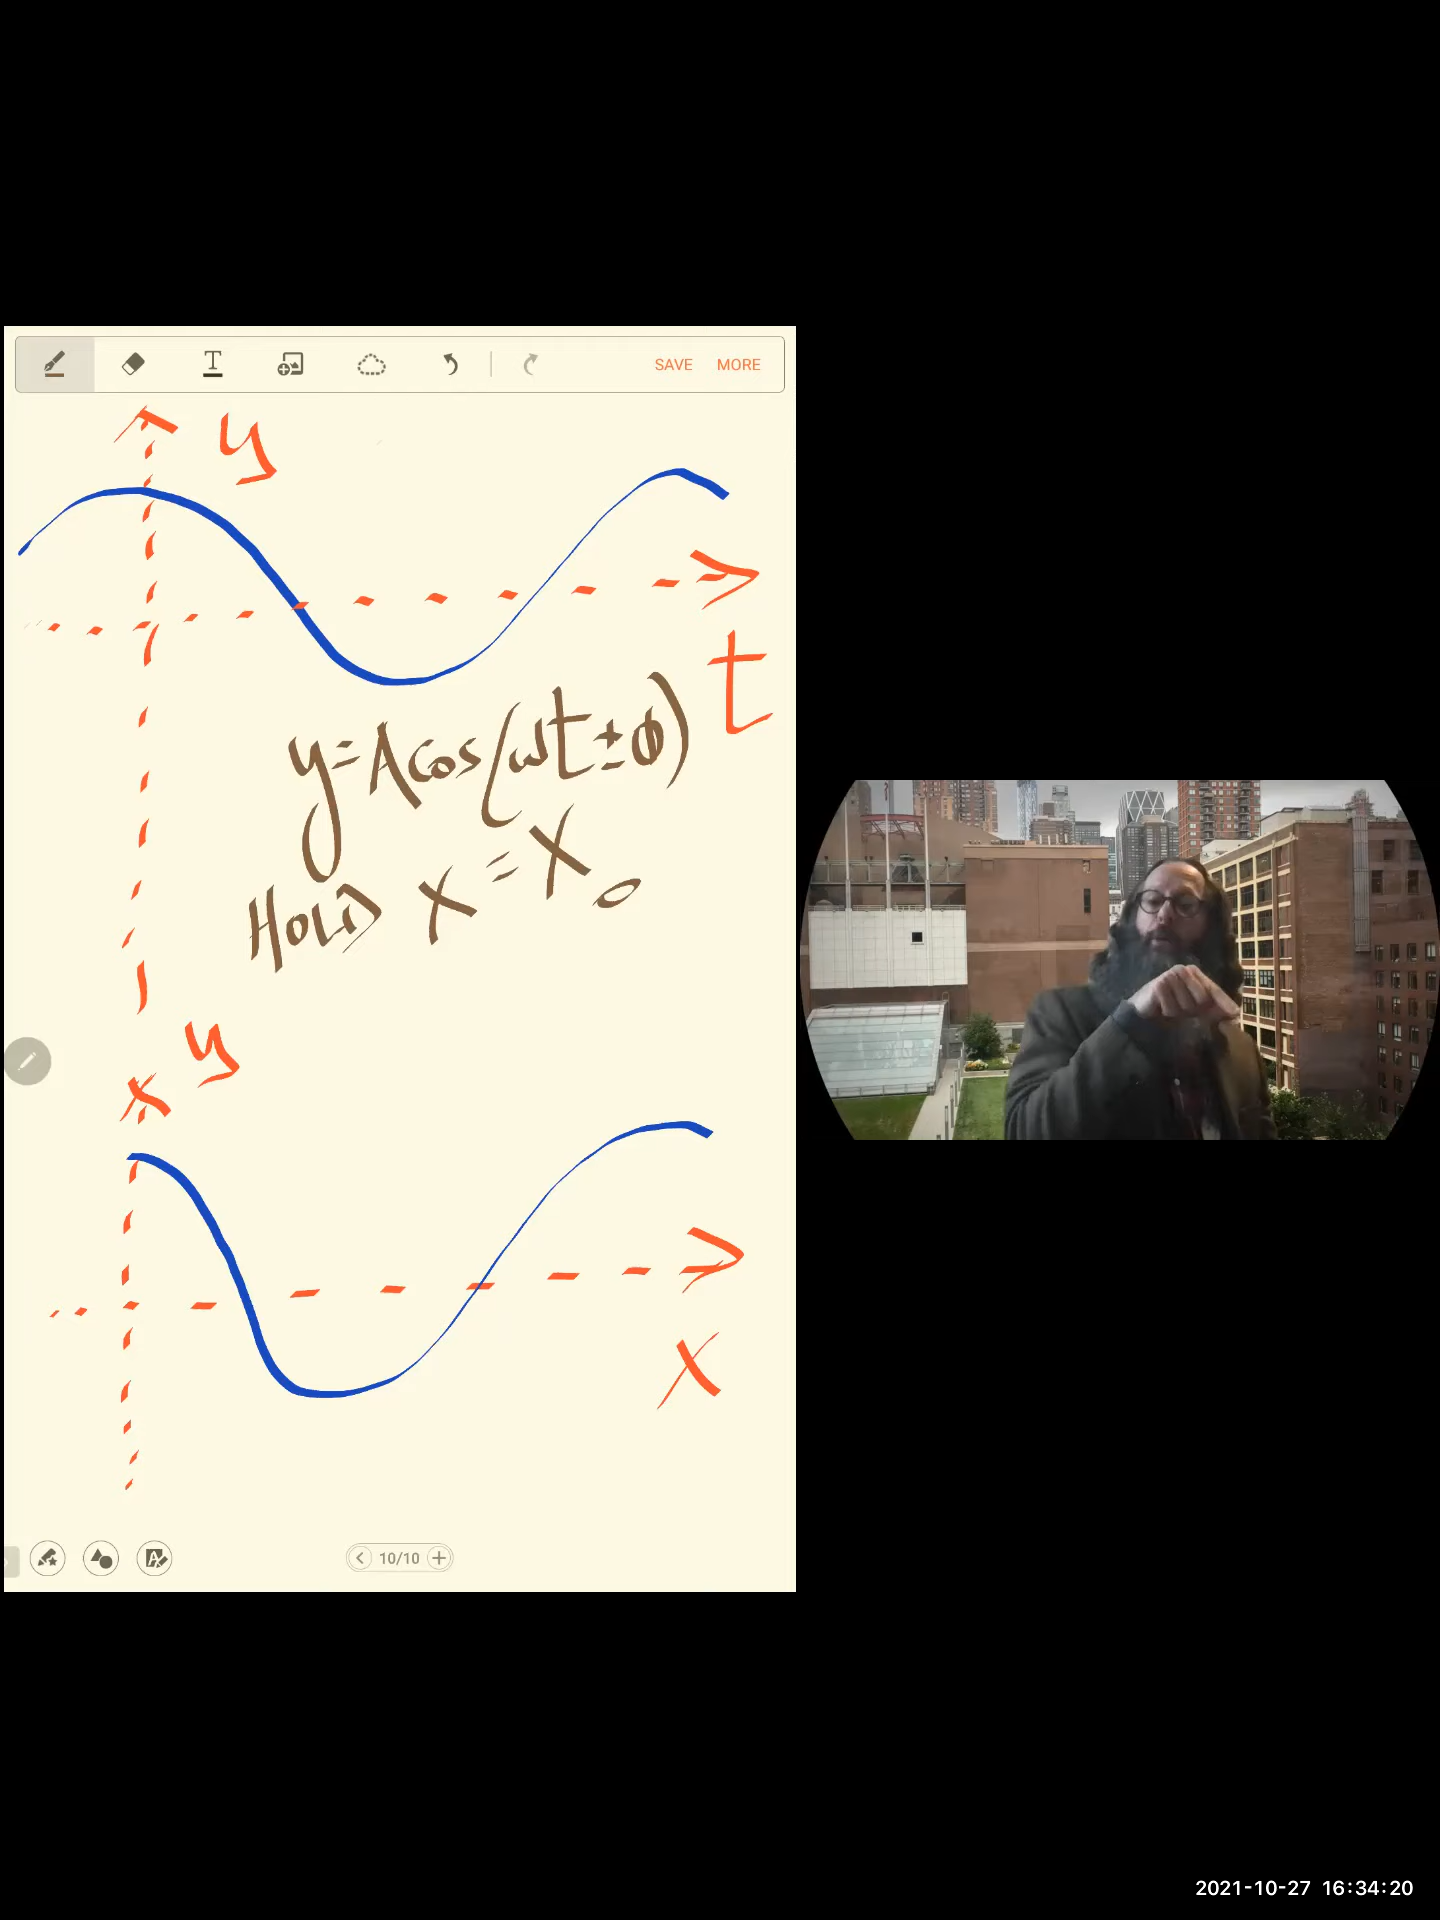 T
SAVE
MORE
y
t
y=Acos(ωt±ϕ)
HOLD x=x₀
y
x
A
10/10
2021-10-27 16:34:20